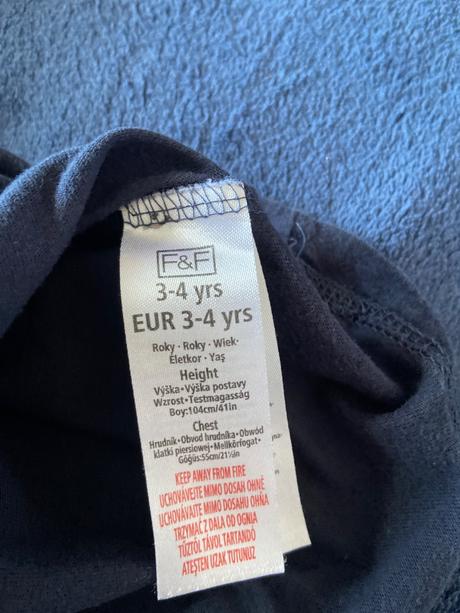 F&F
3-4 yrs
EUR 3-4 yrs
Roky · Roky · Wiek·
Életkor · Yaş
Height
Výška•Výška postavy
Wzrost•Testmagasság
Boy:104cm/41in
Chest
Hrudník•Obvod hrudníka•Obwód
klatki piersiowej•Mellkörfogat•
Göğüs:55cm/21½in
KEEP AWAY FROM FIRE
UCHOVÁVEJTE MIMO DOSAH OHNĚ
UCHOVÁVAJTE MIMO DOSAHU OHŇA
TRZYMAĆ Z DALA OD OGNIA
TŰZTŐL TÁVOL TARTANDÓ
ATEŞTEN UZAK TUTUNUZ